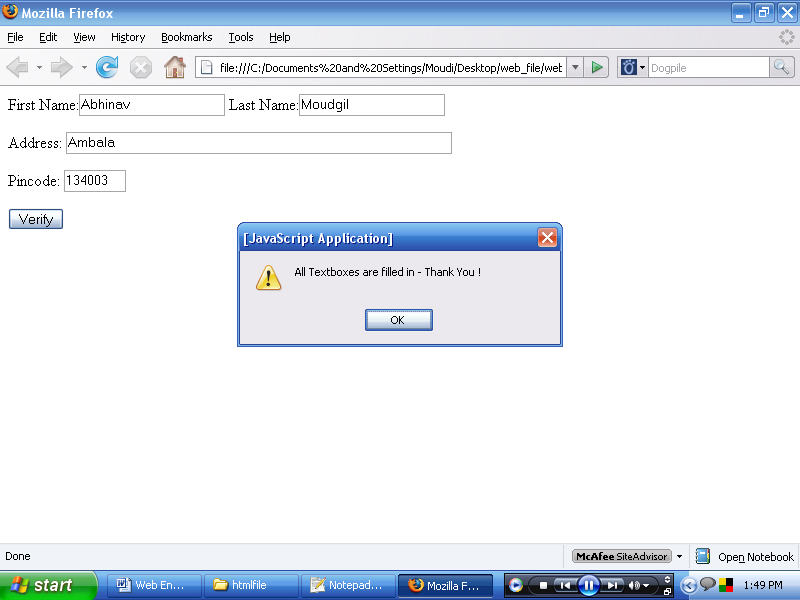 Mozilla Firefox
File Edit View History Bookmarks Tools Help
file:///C:/Documents%20and%20Settings/Moudi/Desktop/web_file/web Dogpile
First Name: Abhinav Last Name: Moudgil
Address: Ambala
Pincode: 134003
Verify
[JavaScript Application]
All Textboxes are filled in - Thank You !
OK
Done McAfee SiteAdvisor Open Notebook
start Web En... htmlfile Notepad... Mozilla F... 1:49 PM